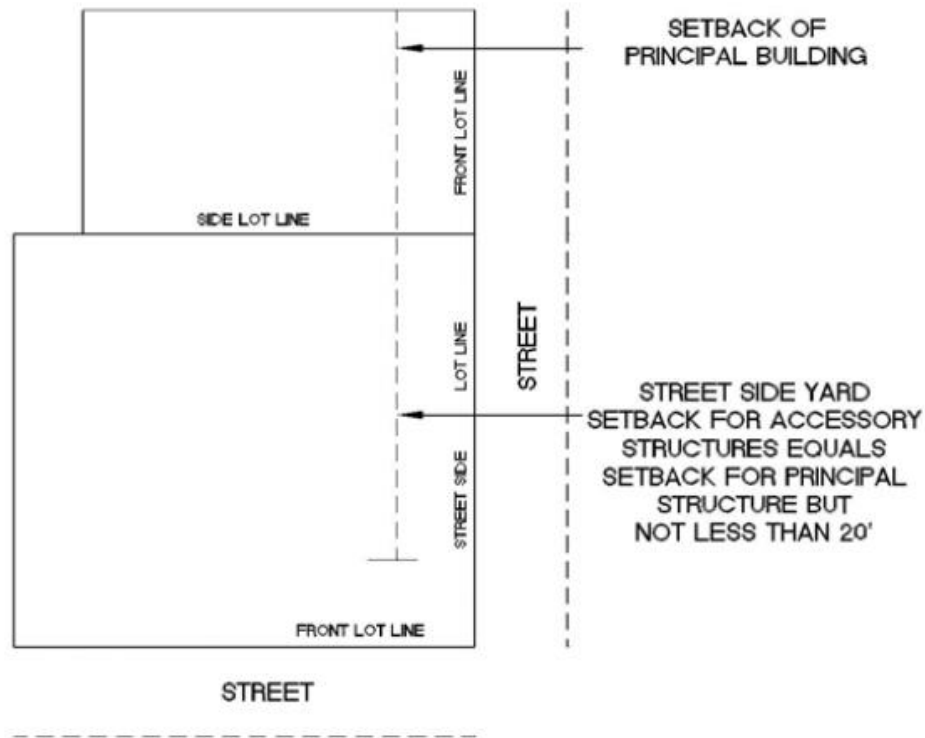 SETBACK OF
PRINCIPAL BUILDING
FRONT LOT LINE
SIDE LOT LINE
STREET
LOT LINE
STREET SIDE
STREET SIDE YARD
SETBACK FOR ACCESSORY
STRUCTURES EQUALS
SETBACK FOR PRINCIPAL
STRUCTURE BUT
NOT LESS THAN 20'
FRONT LOT LINE
STREET